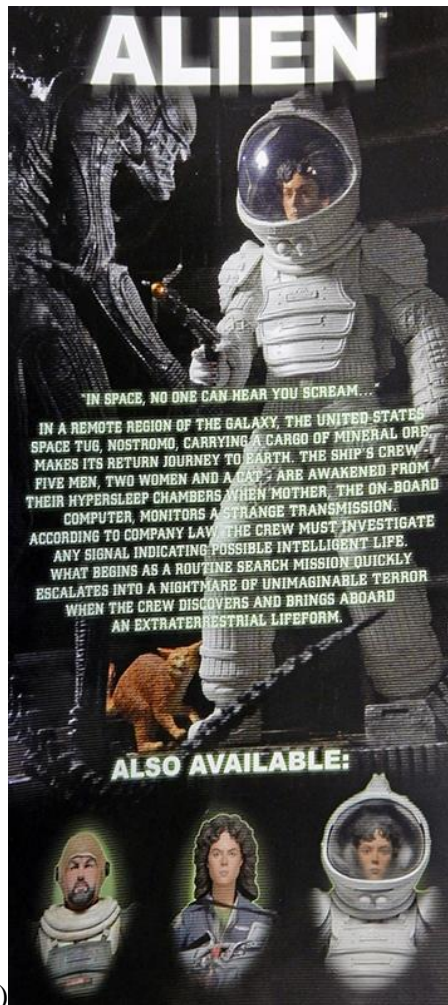 ALIEN™
"IN SPACE, NO ONE CAN HEAR YOU SCREAM...
IN A REMOTE REGION OF THE GALAXY, THE UNITED STATES
SPACE TUG, NOSTROMO, CARRYING A CARGO OF MINERAL ORE
MAKES ITS RETURN JOURNEY TO EARTH. THE SHIP'S CREW
FIVE MEN, TWO WOMEN AND A CAT - ARE AWAKENED FROM
THEIR HYPERSLEEP CHAMBERS WHEN MOTHER, THE ON-BOARD
COMPUTER, MONITORS A STRANGE TRANSMISSION.
ACCORDING TO COMPANY LAW, THE CREW MUST INVESTIGATE
ANY SIGNAL INDICATING POSSIBLE INTELLIGENT LIFE.
WHAT BEGINS AS A ROUTINE SEARCH MISSION QUICKLY
ESCALATES INTO A NIGHTMARE OF UNIMAGINABLE TERROR
WHEN THE CREW DISCOVERS AND BRINGS ABOARD
AN EXTRATERRESTRIAL LIFEFORM.
ALSO AVAILABLE:
)